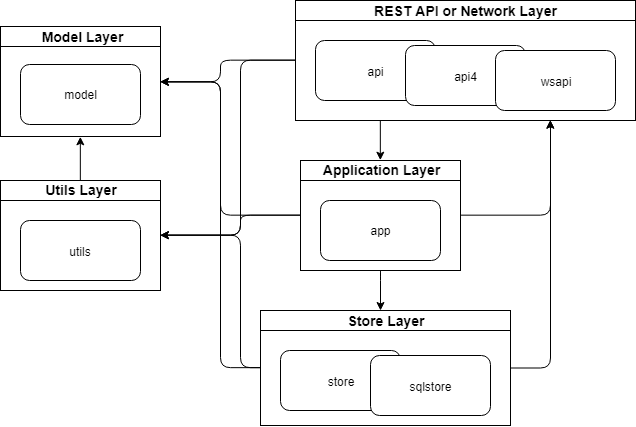 REST API or Network Layer
api
api4
wsapi
Model Layer
model
Application Layer
app
Utils Layer
utils
Store Layer
store
sqlstore